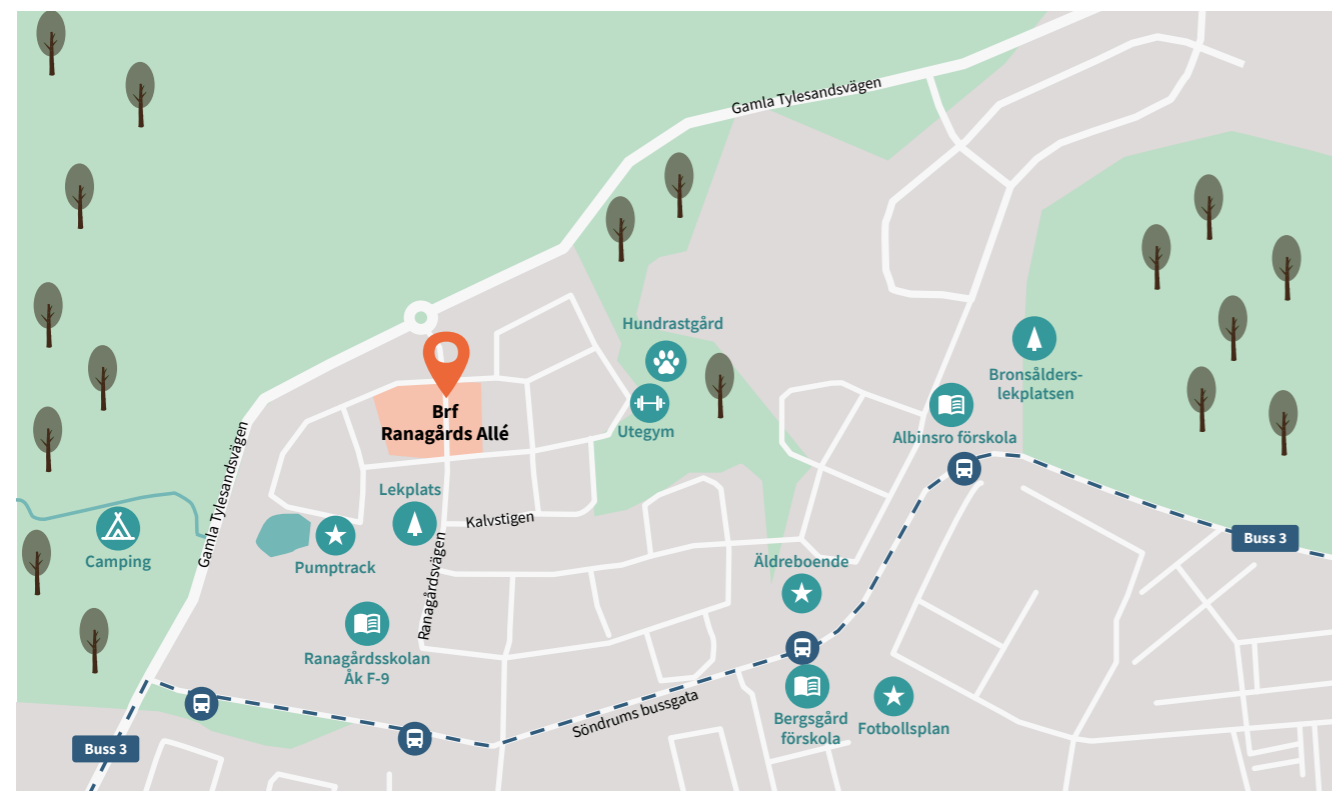 Gamla Tylesandsvägen
Hundrastgård
Bronsålders-
lekplatsen
Brf
Ranagårds Allé
Utegym
Albinsro förskola
Gamla Tylesandsvägen
Lekplats
Kalvstigen
Buss 3
Camping
Pumptrack
Äldreboende
Ranagårdsvägen
Ranagårdsskolan
Åk F-9
Söndrums bussgata
Bergsgård
förskola
Fotbollsplan
Buss 3